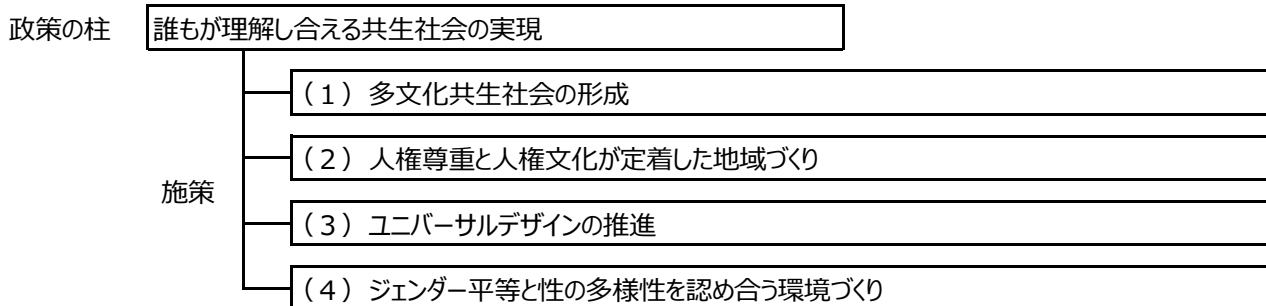 政策の柱 誰もが理解し合える共生社会の実現
（１）多文化共生社会の形成
（２）人権尊重と人権文化が定着した地域づくり
施策
（３）ユニバーサルデザインの推進
（４）ジェンダー平等と性の多様性を認め合う環境づくり